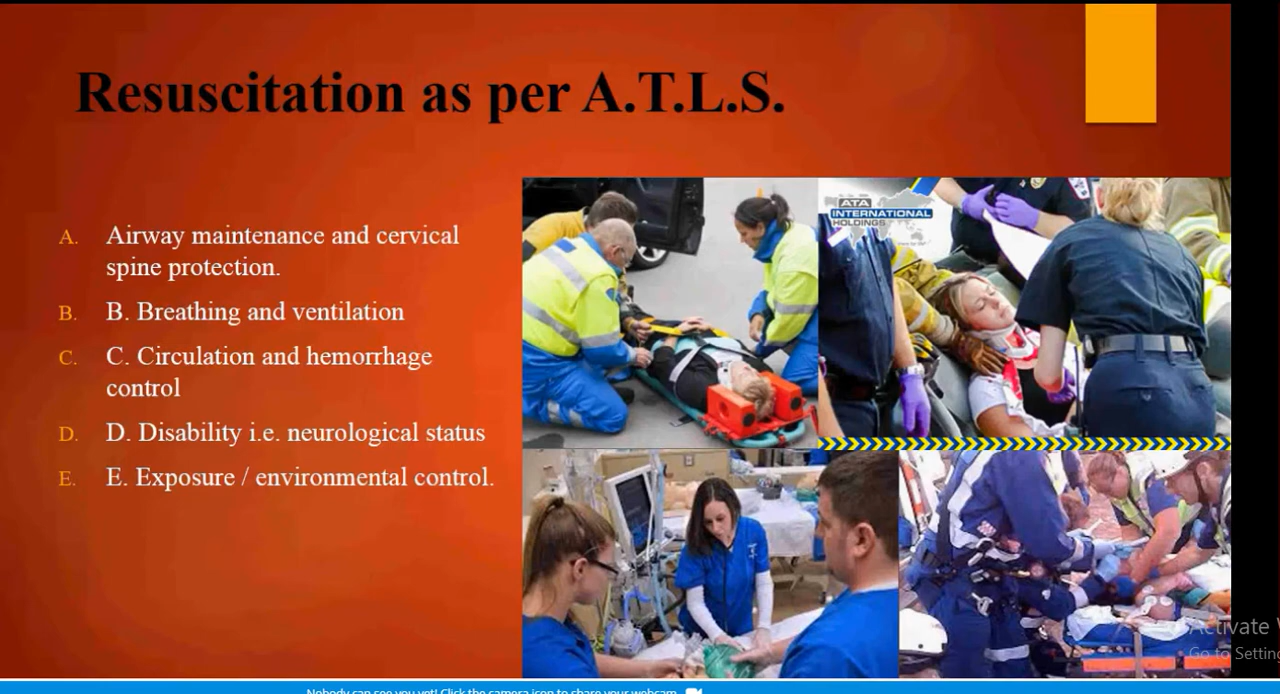 Resuscitation as per A.T.L.S.
A. Airway maintenance and cervical
spine protection.
B. B. Breathing and ventilation
C. C. Circulation and hemorrhage
control
D. D. Disability i.e. neurological status
E. E. Exposure / environmental control.
ATA
INTERNATIONAL
HOLDINGS
Activate
Go to Settin
Nobody can see you yet! Click the camera icon to share your webcam.